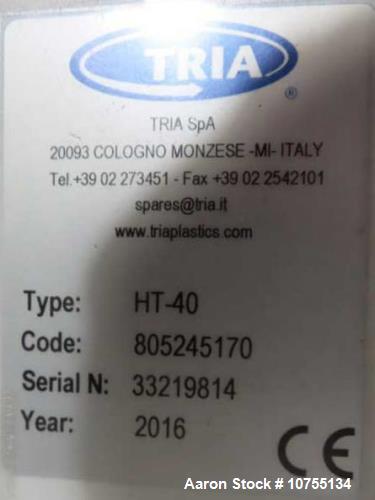 TRIA
®
TRIA SpA
20093 COLOGNO MONZESE -MI- ITALY
Tel.+39 02 273451 - Fax +39 02 2542101
spares@tria.it
www.triaplastics.com
Type: HT-40
Code: 805245170
Serial N: 33219814
Year: 2016
CE
Aaron Stock # 10755134